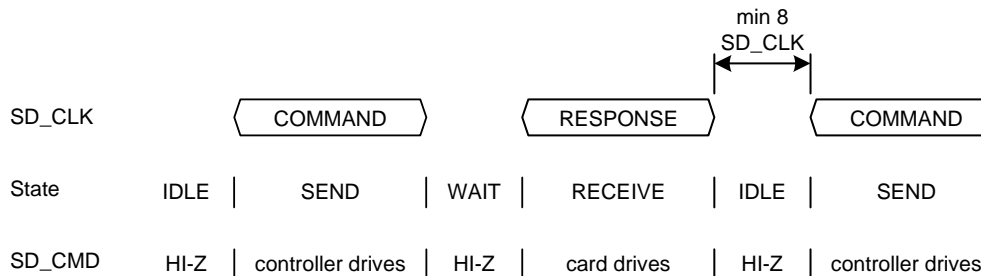 min 8
SD_CLK
SD_CLK COMMAND RESPONSE COMMAND
State IDLE SEND WAIT RECEIVE IDLE SEND
SD_CMD HI-Z controller drives HI-Z card drives HI-Z controller drives